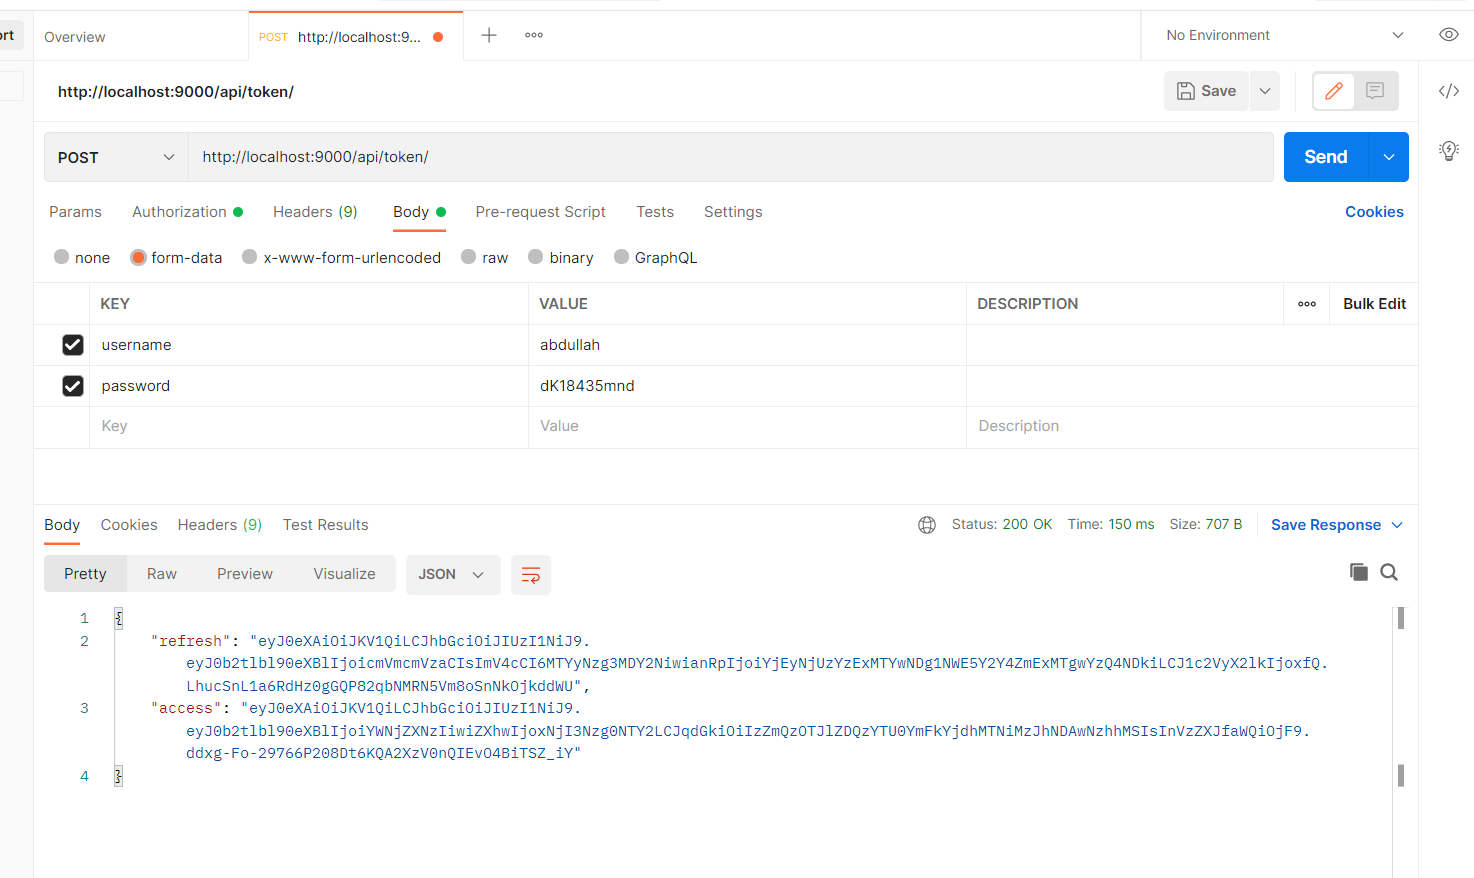 ort
Overview
POST http://localhost:9...
No Environment
http://localhost:9000/api/token/
Save
POST
http://localhost:9000/api/token/
Send
Params Authorization Headers (9) Body Pre-request Script Tests Settings
Cookies
none form-data x-www-form-urlencoded raw binary GraphQL
KEY VALUE DESCRIPTION Bulk Edit
username abdullah
password dK18435mnd
Key Value Description
Body Cookies Headers (9) Test Results
Status: 200 OK Time: 150 ms Size: 707 B Save Response
Pretty Raw Preview Visualize JSON
1 {
2 "refresh": "eyJ0eXAiOiJKV1QiLCJhbGciOiJIUzI1NiJ9.
eyJ0b2tlbl90eXBlIjoicmVmcmVzaCIsImV4cCI6MTYyNzg3MDY2NiwianRpIjoiYjEyNjUzYzExMTYwNDg1NWE5Y2Y4ZmExMTgwYzQ4NDkiLCJ1c2VyX2lkIjoxfQ.
LhucSnL1a6RdHz0gGQP82qbNMRN5Vm8oSnNkOjkddWU",
3 "access": "eyJ0eXAiOiJKV1QiLCJhbGciOiJIUzI1NiJ9.
eyJ0b2tlbl90eXBlIjoiYWNjZXNzIiwiZXhwIjoxNjI3Nzg0NTY2LCJqdGkiOiIzZmQzOTJlZDQzYTU0YmFkYjdhMTNiMzJhNDAwNzhhMSIsInVzZXJfaWQiOjF9.
ddxg-Fo-29766P208Dt6KQA2XzV0nQIEvO4BiTSZ_iY"
4 }